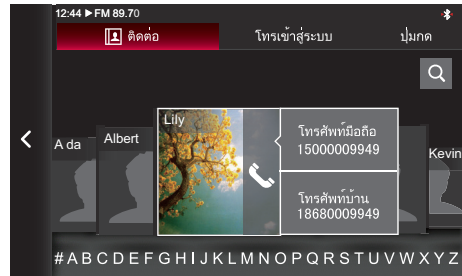 12:44 ▶ FM 89.70
ติดต่อ
โทรเข้าสู่ระบบ
ปุ่มกด
A da
Albert
Lily
โทรศัพท์มือถือ
15000009949
โทรศัพท์บ้าน
18680009949
Kevin
#ABCDEFGHIJKLMNOPQRSTUVWXYZ